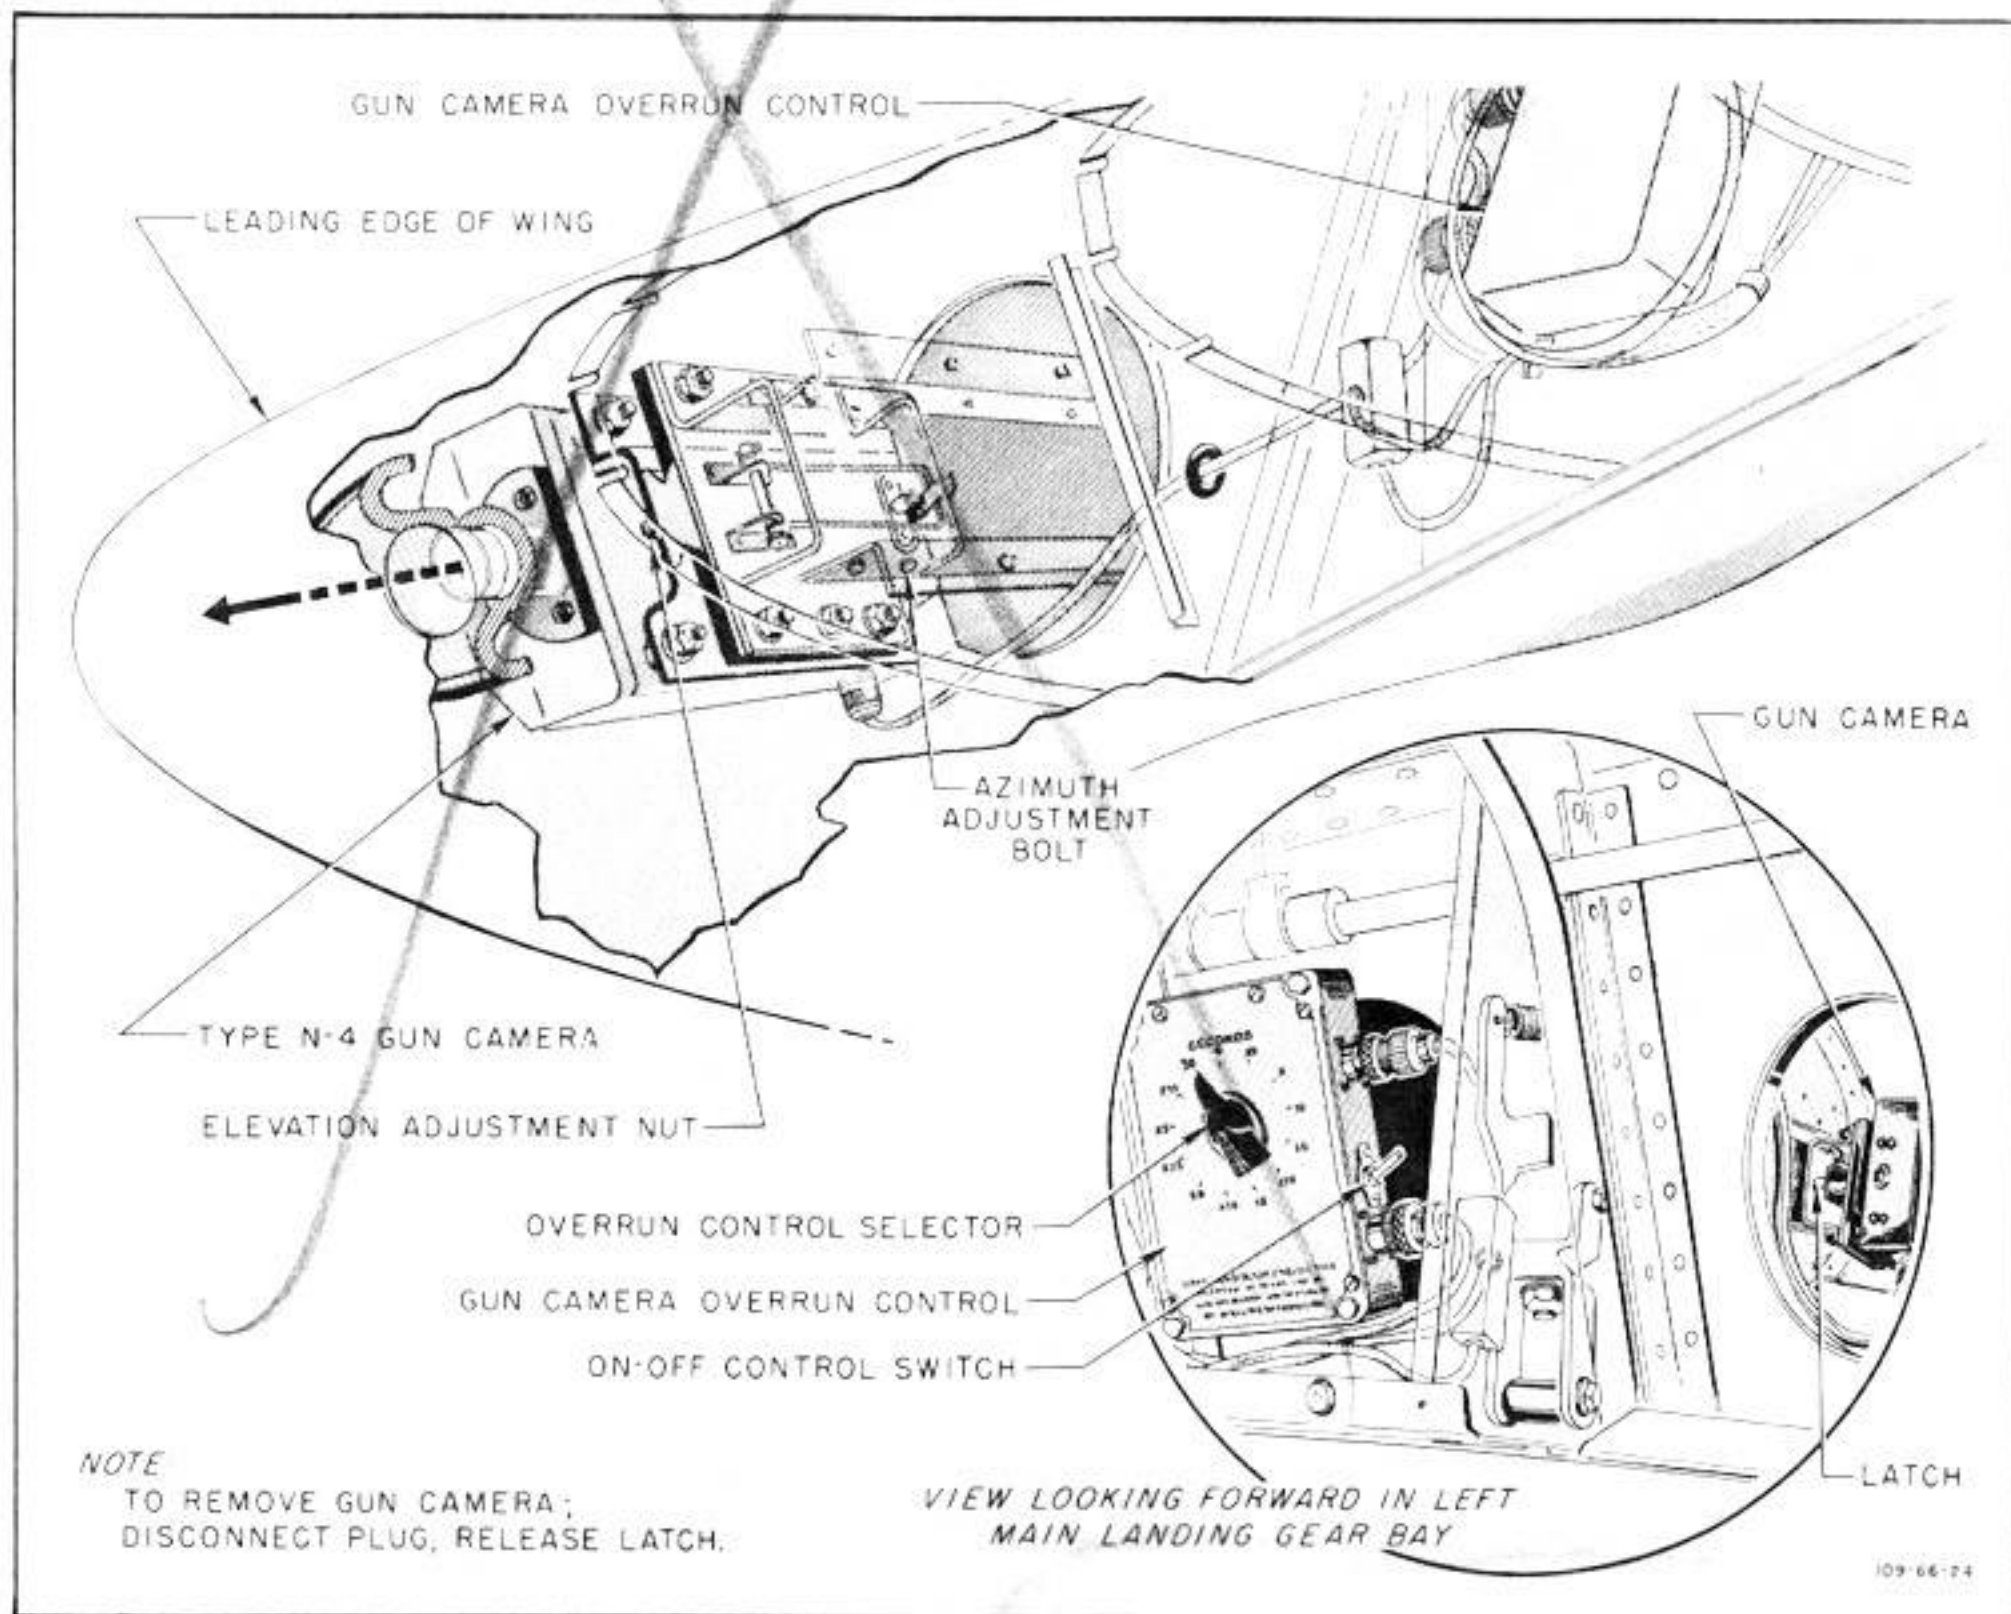 GUN CAMERA OVERRUN CONTROL
LEADING EDGE OF WING
GUN CAMERA
AZIMUTH
ADJUSTMENT
BOLT
TYPE N-4 GUN CAMERA
ELEVATION ADJUSTMENT NUT
SECONDS
OVERRUN CONTROL SELECTOR
GUN CAMERA OVERRUN CONTROL
ON-OFF CONTROL SWITCH
LATCH
NOTE
TO REMOVE GUN CAMERA;
DISCONNECT PLUG, RELEASE LATCH.
VIEW LOOKING FORWARD IN LEFT
MAIN LANDING GEAR BAY
109-66-24